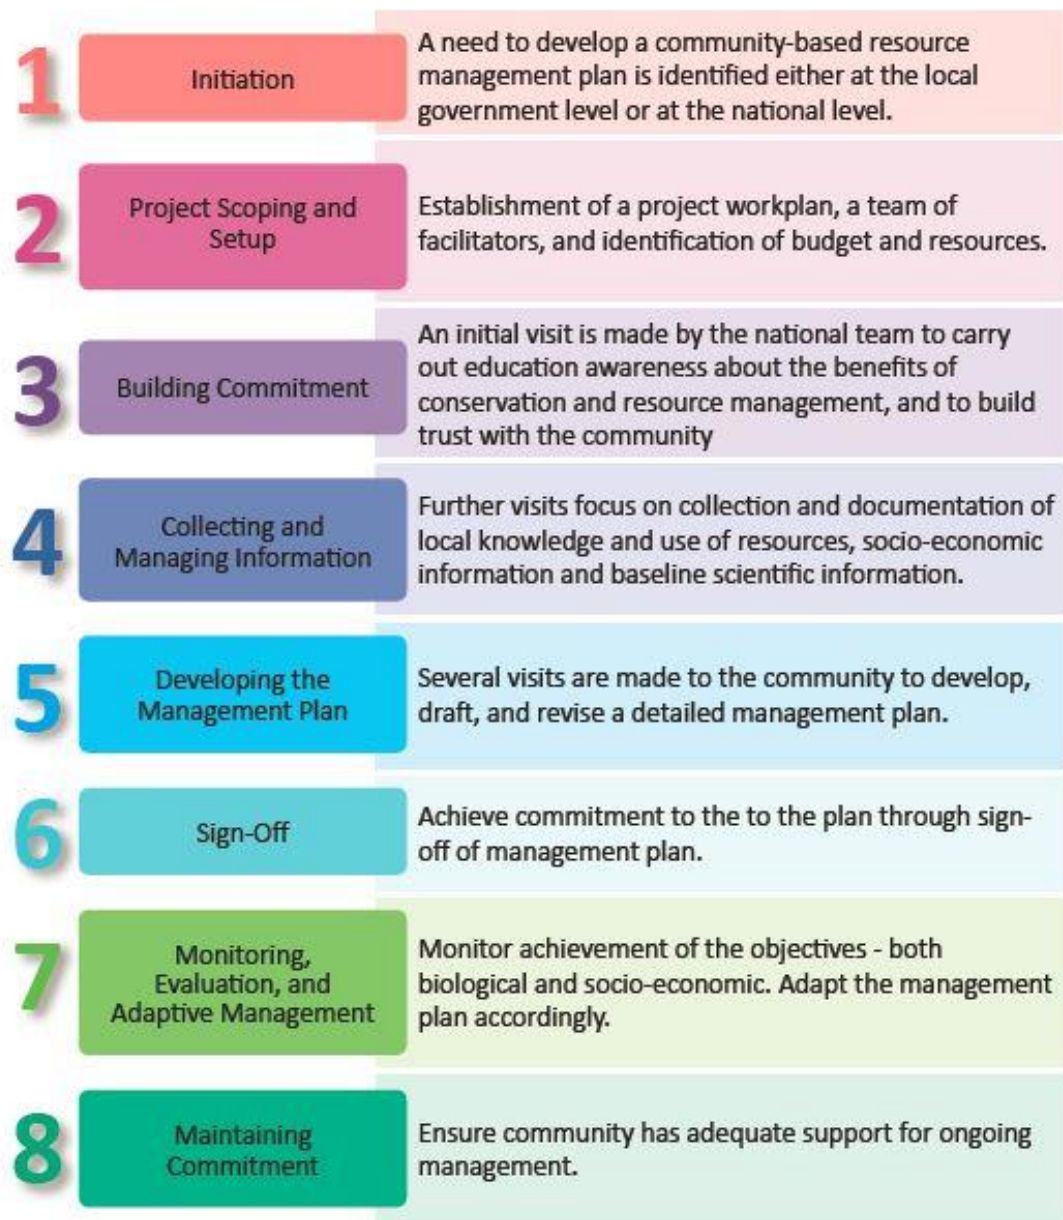 1
Initiation
A need to develop a community-based resource
management plan is identified either at the local
government level or at the national level.
2
Project Scoping and
Setup
Establishment of a project workplan, a team of
facilitators, and identification of budget and resources.
3
Building Commitment
An initial visit is made by the national team to carry
out education awareness about the benefits of
conservation and resource management, and to build
trust with the community
4
Collecting and
Managing Information
Further visits focus on collection and documentation of
local knowledge and use of resources, socio-economic
information and baseline scientific information.
5
Developing the
Management Plan
Several visits are made to the community to develop,
draft, and revise a detailed management plan.
6
Sign-Off
Achieve commitment to the to the plan through sign-
off of management plan.
7
Monitoring,
Evaluation, and
Adaptive Management
Monitor achievement of the objectives - both
biological and socio-economic. Adapt the management
plan accordingly.
8
Maintaining
Commitment
Ensure community has adequate support for ongoing
management.